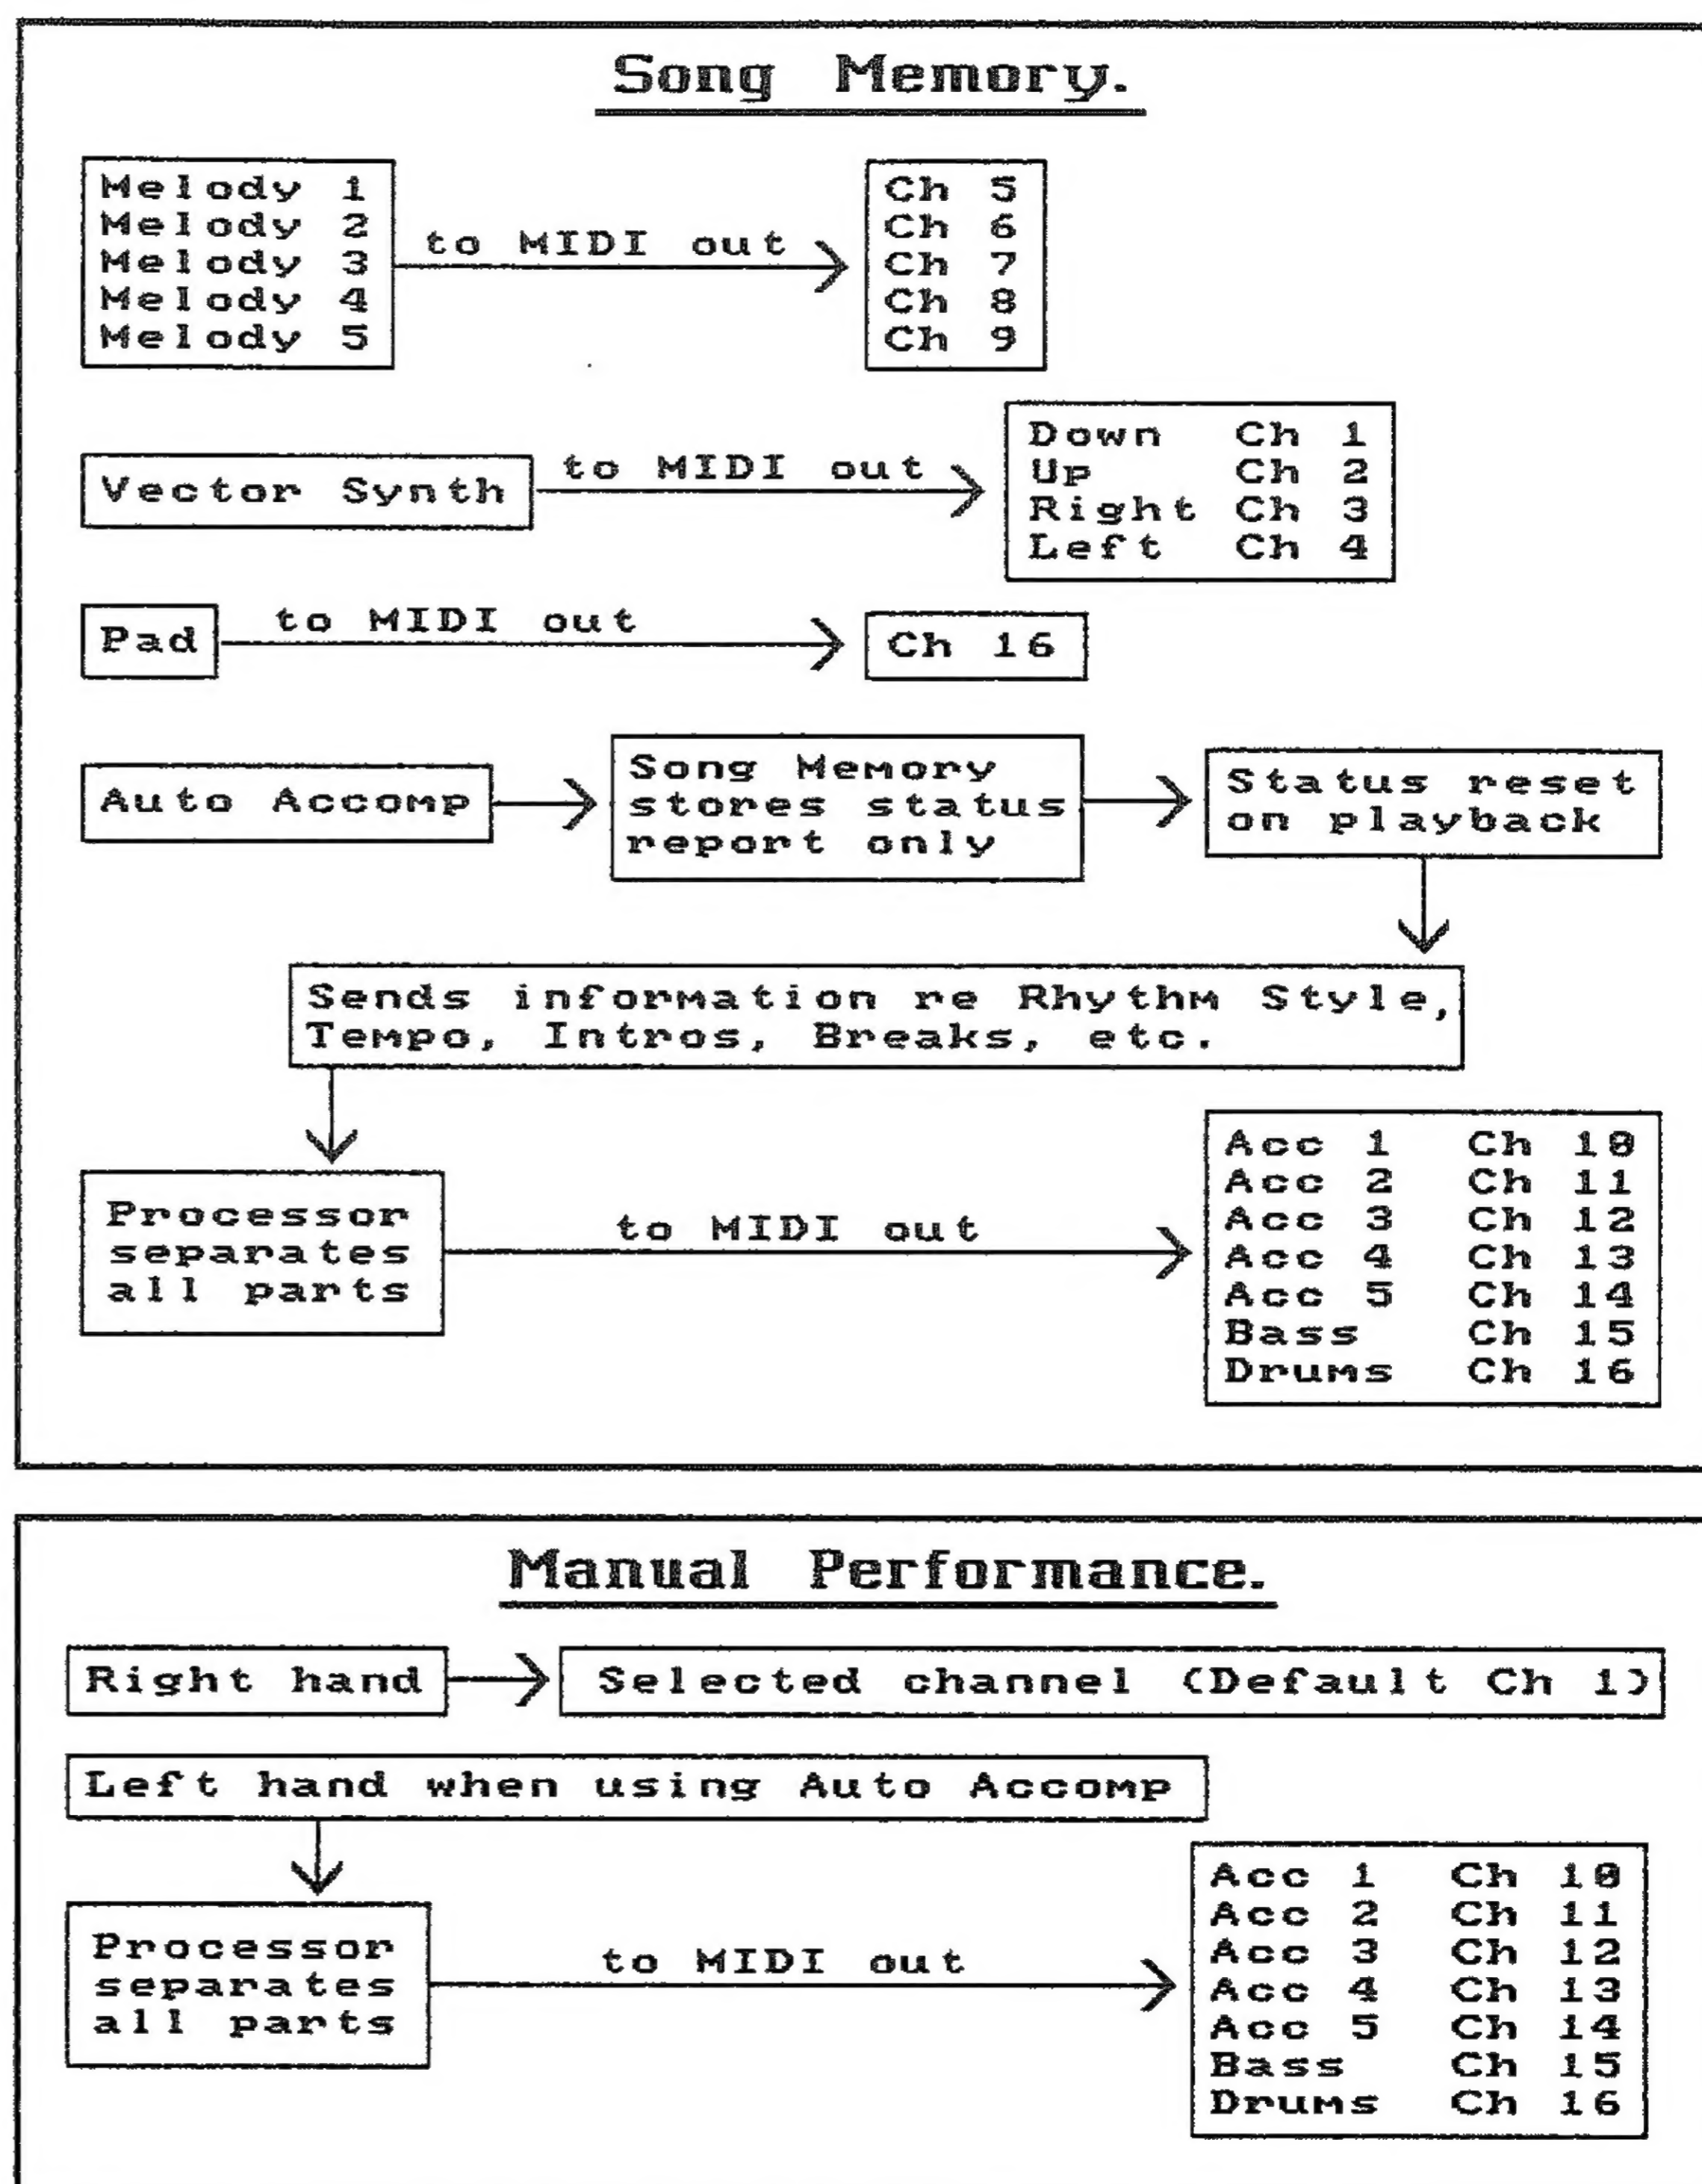 Song Memory.
Melody 1
Melody 2
Melody 3
Melody 4
Melody 5
to MIDI out
Ch 5
Ch 6
Ch 7
Ch 8
Ch 9
Vector Synth
to MIDI out
Down Ch 1
Up Ch 2
Right Ch 3
Left Ch 4
Pad
to MIDI out
Ch 16
Auto Accomp
Song Memory
stores status
report only
Status reset
on playback
Sends information re Rhythm Style,
Tempo, Intros, Breaks, etc.
Processor
separates
all parts
to MIDI out
Acc 1 Ch 10
Acc 2 Ch 11
Acc 3 Ch 12
Acc 4 Ch 13
Acc 5 Ch 14
Bass Ch 15
Drums Ch 16
Manual Performance.
Right hand
Selected channel (Default Ch 1)
Left hand when using Auto Accomp
Processor
separates
all parts
to MIDI out
Acc 1 Ch 10
Acc 2 Ch 11
Acc 3 Ch 12
Acc 4 Ch 13
Acc 5 Ch 14
Bass Ch 15
Drums Ch 16